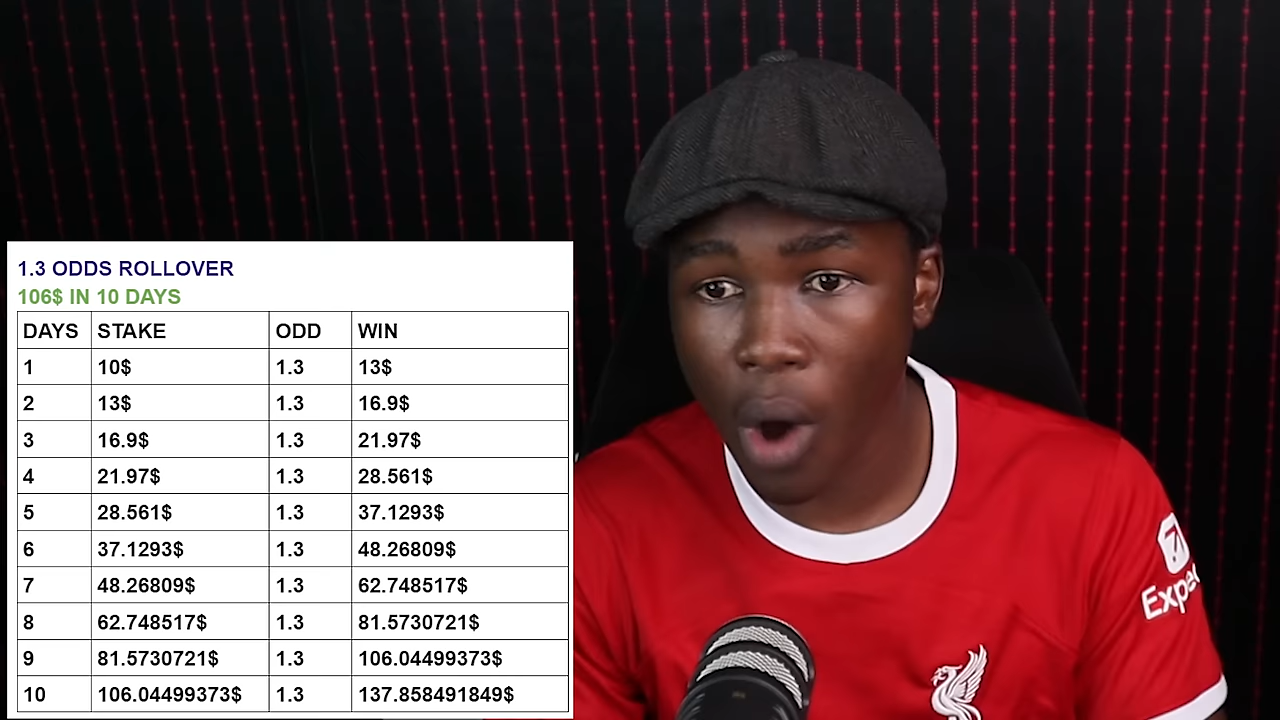 1.3 ODDS ROLLOVER
106$ IN 10 DAYS
DAYS STAKE ODD WIN
1 10$ 1.3 13$
2 13$ 1.3 16.9$
3 16.9$ 1.3 21.97$
4 21.97$ 1.3 28.561$
5 28.561$ 1.3 37.1293$
6 37.1293$ 1.3 48.26809$
7 48.26809$ 1.3 62.748517$
8 62.748517$ 1.3 81.5730721$
9 81.5730721$ 1.3 106.04499373$
10 106.04499373$ 1.3 137.858491849$